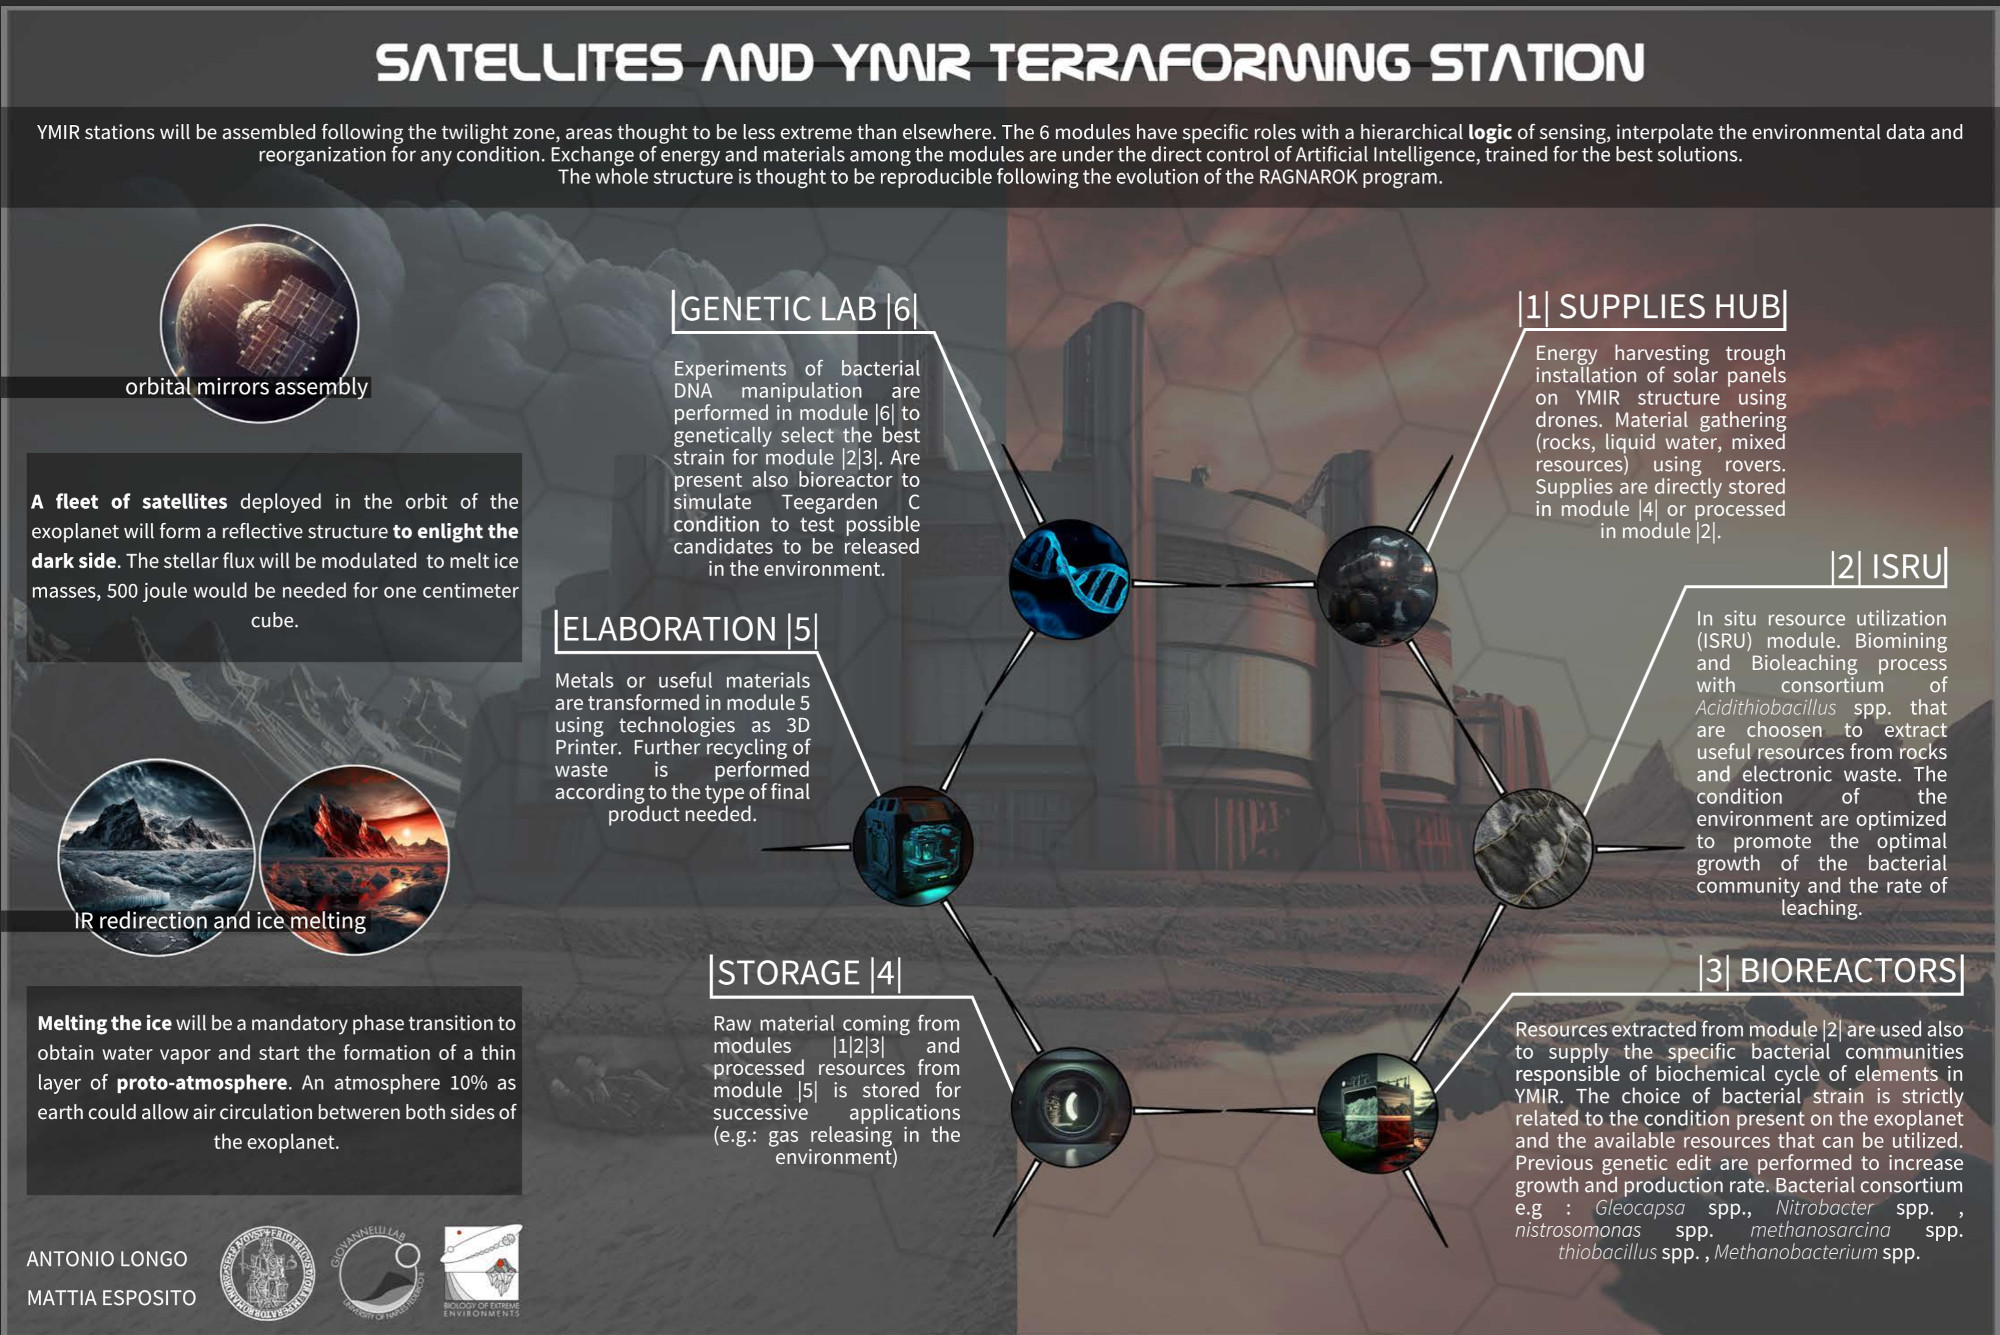 SATELLITES AND YMIR TERRAFORMING STATION
YMIR stations will be assembled following the twilight zone, areas thought to be less extreme than elsewhere. The 6 modules have specific roles with a hierarchical logic of sensing, interpolate the environmental data and
reorganization for any condition. Exchange of energy and materials among the modules are under the direct control of Artificial Intelligence, trained for the best solutions.
The whole structure is thought to be reproducible following the evolution of the RAGNAROK program.
orbital mirrors assembly
A fleet of satellites deployed in the orbit of the
exoplanet will form a reflective structure to enlight the
dark side. The stellar flux will be modulated to melt ice
masses, 500 joule would be needed for one centimeter
cube.
IR redirection and ice melting
Melting the ice will be a mandatory phase transition to
obtain water vapor and start the formation of a thin
layer of proto-atmosphere. An atmosphere 10% as
earth could allow air circulation betweren both sides of
the exoplanet.
ANTONIO LONGO
MATTIA ESPOSITO
GIOVANNELLI LAB
UNIVERSITY OF NAPLES FEDERICO II
BIOLOGY OF EXTREME
ENVIRONMENTS
GENETIC LAB |6|
Experiments of bacterial
DNA manipulation are
performed in module |6| to
genetically select the best
strain for module |2|3|. Are
present also bioreactor to
simulate Teegarden C
condition to test possible
candidates to be released
in the environment.
ELABORATION |5|
Metals or useful materials
are transformed in module 5
using technologies as 3D
Printer. Further recycling of
waste is performed
according to the type of final
product needed.
STORAGE |4|
Raw material coming from
modules |1|2|3| and
processed resources from
module |5| is stored for
successive applications
(e.g.: gas releasing in the
environment)
|1| SUPPLIES HUB
Energy harvesting trough
installation of solar panels
on YMIR structure using
drones. Material gathering
(rocks, liquid water, mixed
resources) using rovers.
Supplies are directly stored
in module |4| or processed
in module |2|.
|2| ISRU
In situ resource utilization
(ISRU) module. Biomining
and Bioleaching process
with consortium of
Acidithiobacillus spp. that
are choosen to extract
useful resources from rocks
and electronic waste. The
condition of the
environment are optimized
to promote the optimal
growth of the bacterial
community and the rate of
leaching.
|3| BIOREACTORS
Resources extracted from module |2| are used also
to supply the specific bacterial communities
responsible of biochemical cycle of elements in
YMIR. The choice of bacterial strain is strictly
related to the condition present on the exoplanet
and the available resources that can be utilized.
Previous genetic edit are performed to increase
growth and production rate. Bacterial consortium
e.g : Gleocapsa spp., Nitrobacter spp. ,
nistrosomonas spp. methanosarcina spp.
thiobacillus spp. , Methanobacterium spp.